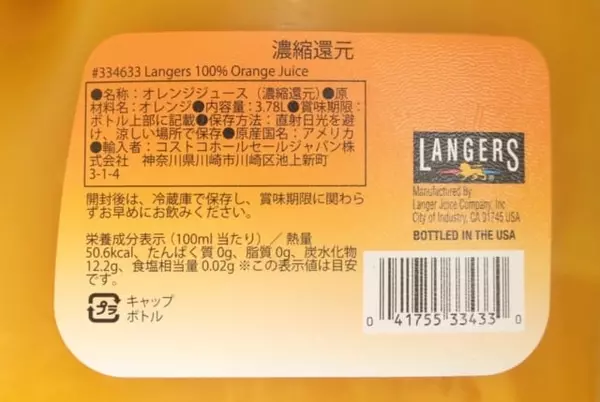 濃縮還元
#334633 Langers 100% Orange Juice
●名称：オレンジジュース（濃縮還元）●原
材料名：オレンジ●内容量：3.78L●賞味期限：
ボトル上部に記載●保存方法：直射日光を避
け、涼しい場所で保存●原産国名：アメリカ
●輸入者：コストコホールセールジャパン株
式会社　神奈川県川崎市川崎区池上新町
3-1-4
開封後は、冷蔵庫で保存し、賞味期限に関わら
ずお早めにお飲みください。
栄養成分表示（100ml 当たり）／熱量
50.6kcal、たんぱく質 0g、脂質 0g、炭水化物
12.2g、食塩相当量 0.02g ※この表示値は目安
です。
プラ
キャップ
ボトル
LANGERS
Manufactured By
Langer Juice Company, Inc
City of Industry, CA 91745 USA
BOTTLED IN THE USA
0 41755 33433 0